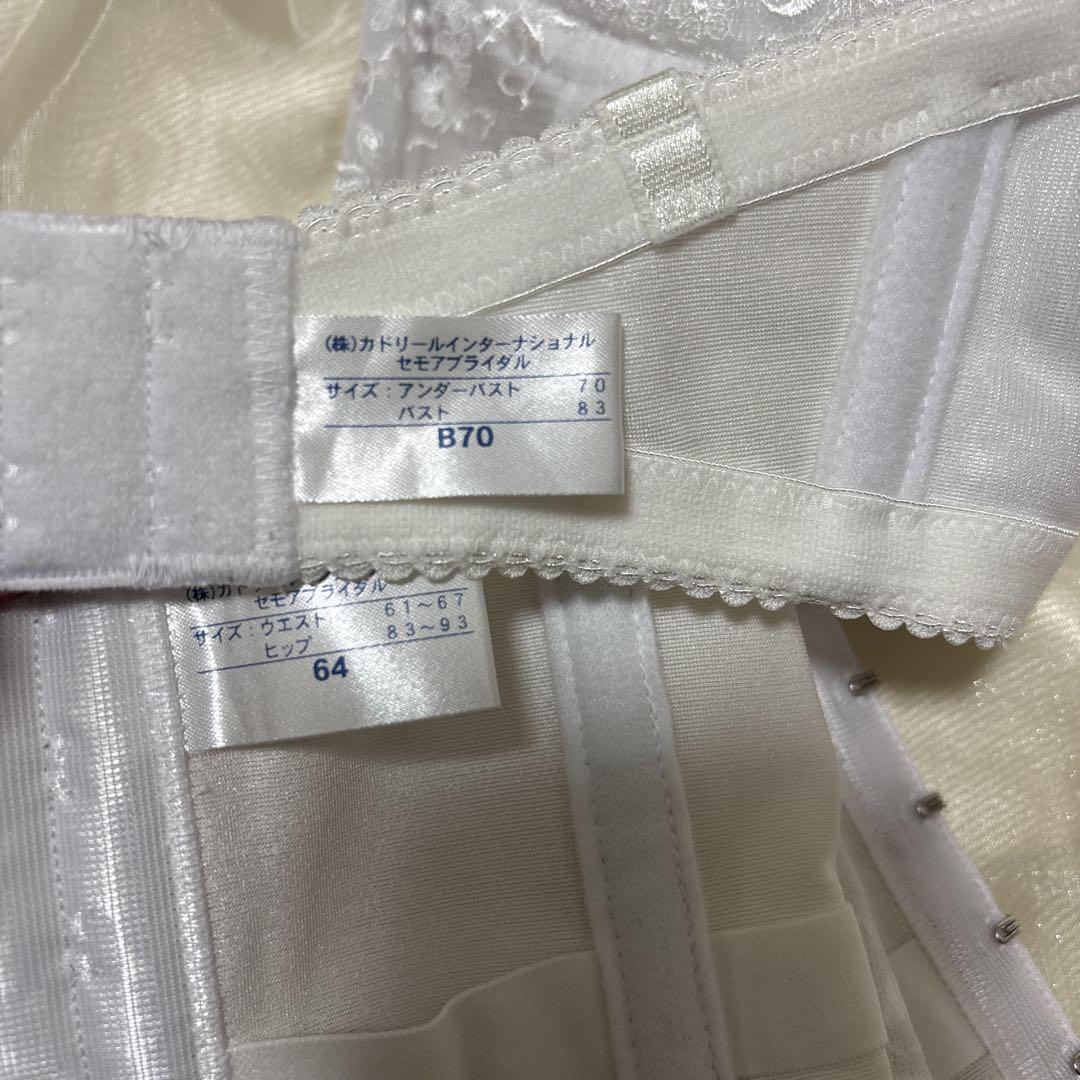 (株)カドリールインターナショナル
セモアブライダル
サイズ：アンダーバスト 70
バスト 83
B70
(株)カド
セモアブライダル
サイズ：ウエスト 61～67
ヒップ 83～93
64